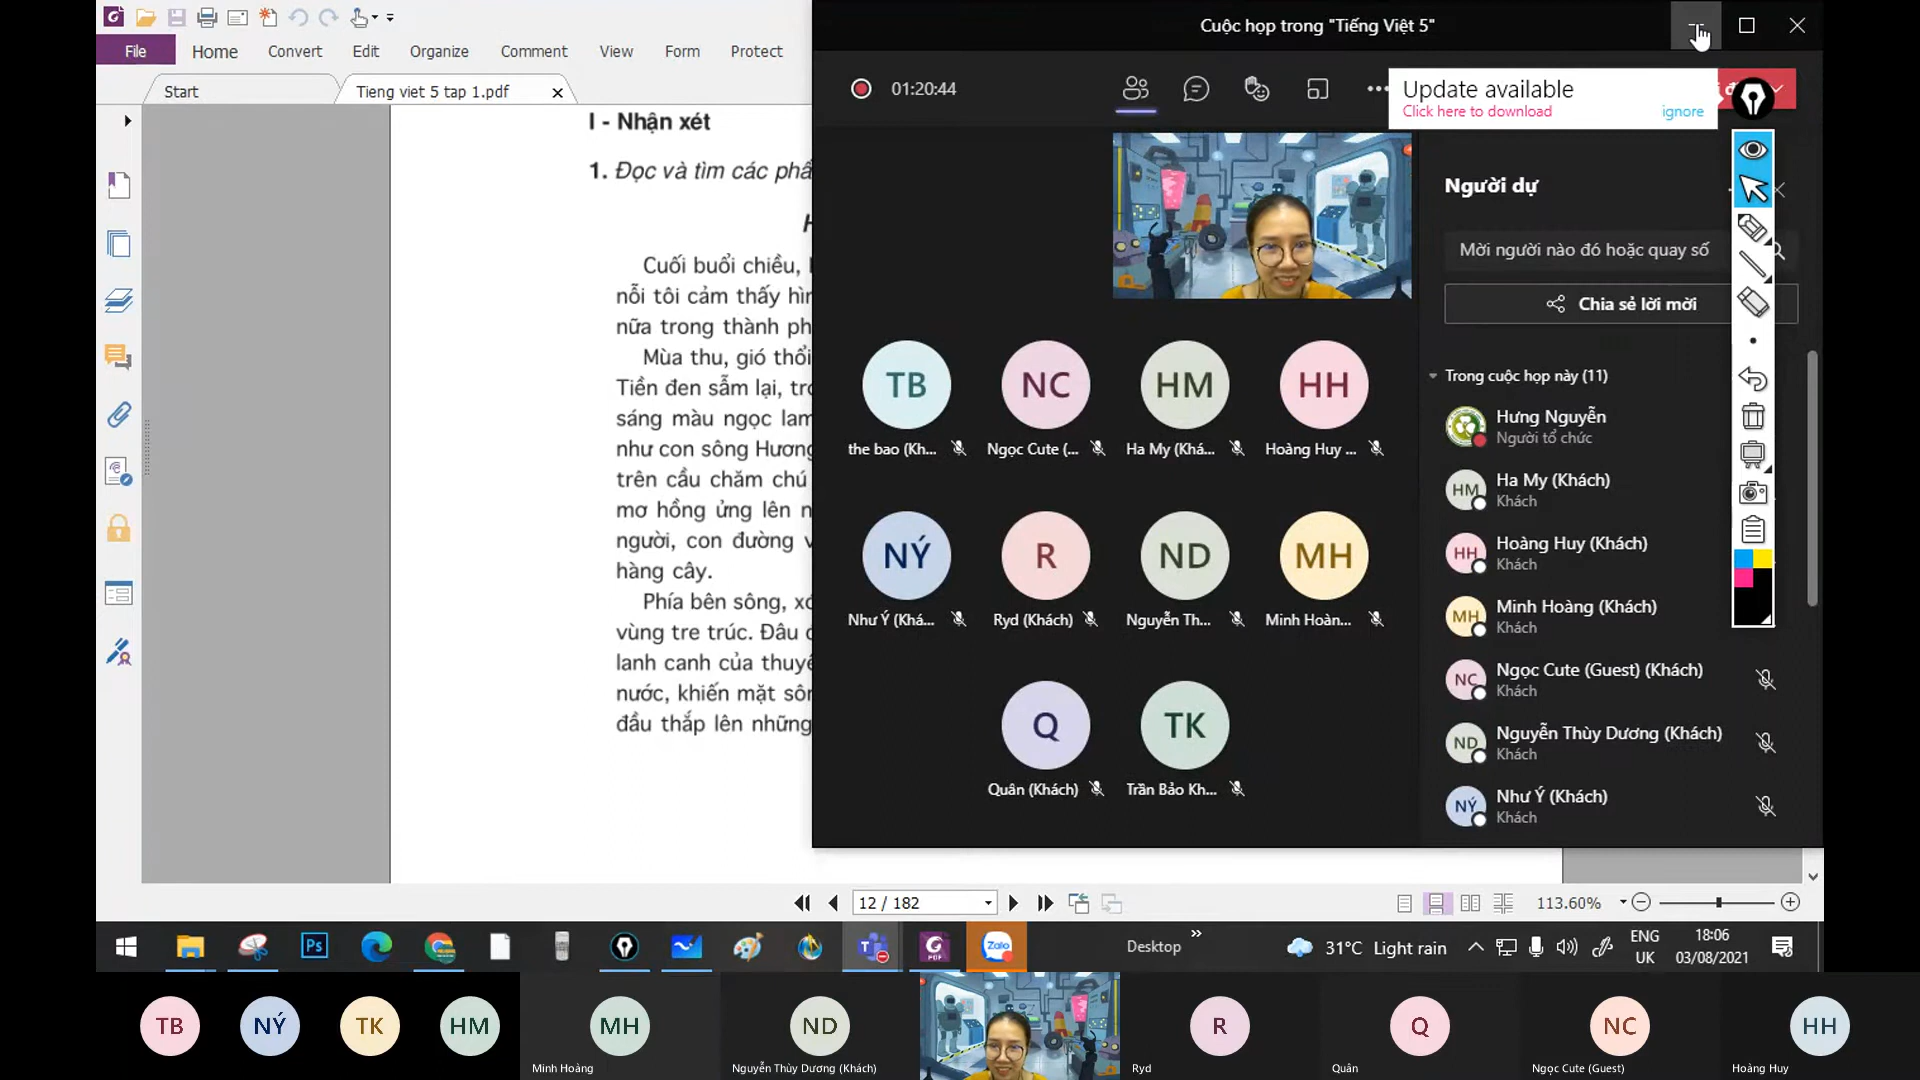 File
Home
Convert
Edit
Organize
Comment
View
Form
Protect
Start
Tieng viet 5 tap 1.pdf
I - Nhận xét
1. Đọc và tìm các
Cuối buổi chiều,
nỗi tôi cảm thấy
nữa trong thành
Mùa thu, gió thổi
Tiền đen sẫm lại,
sáng màu ngọc lam
như con sông Hương
trên cầu chăm chú
mơ hồng ửng lên
người, con đường
hàng cây.
Phía bên sông,
vùng tre trúc. Đâu
lanh canh của
nước, khiến mặt
đầu thắp lên những
Cuộc họp trong "Tiếng Việt 5"
01:20:44
Update available
Click here to download
ignore
Người dự
Mời người nào đó hoặc quay số
Chia sẻ lời mời
Trong cuộc họp này (11)
Hưng Nguyễn
Người tổ chức
HM
Ha My (Khách)
Khách
HH
Hoàng Huy (Khách)
Khách
MH
Minh Hoàng (Khách)
Khách
NC
Ngọc Cute (Guest) (Khách)
Khách
ND
Nguyễn Thùy Dương (Khách)
Khách
NÝ
Như Ý (Khách)
Khách
TB
NC
HM
HH
the bao (Kh...
Ngọc Cute (...
Ha My (Khá...
Hoàng Huy ...
NÝ
R
ND
MH
Như Ý (Khá...
Ryd (Khách)
Nguyễn Th...
Minh Hoàn...
Q
TK
Quân (Khách)
Trần Bảo Kh...
12 / 182
113.60%
Ps
PDF
Zalo
Desktop
31°C Light rain
ENG
UK
18:06
03/08/2021
TB
NÝ
TK
HM
MH
ND
R
Q
NC
HH
Minh Hoàng
Nguyễn Thùy Dương (Khách)
Ryd
Quân
Ngọc Cute (Guest)
Hoàng Huy